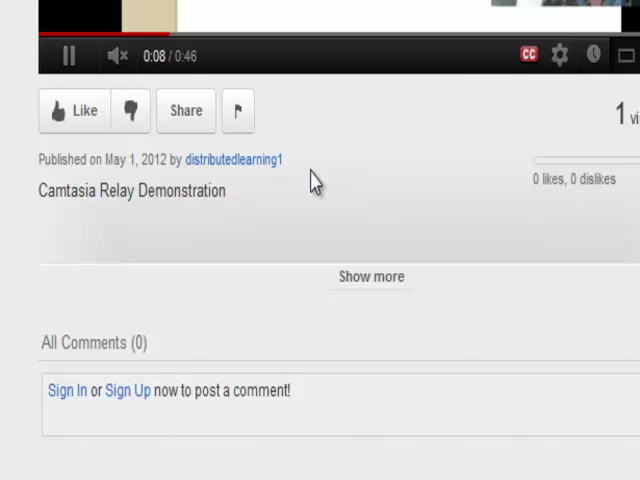 CC
0:08 / 0:46
Like
Share
1
Published on May 1, 2012 by distributedlearning1
Camtasia Relay Demonstration
0 likes, 0 dislikes
Show more
All Comments (0)
Sign In or Sign Up now to post a comment!